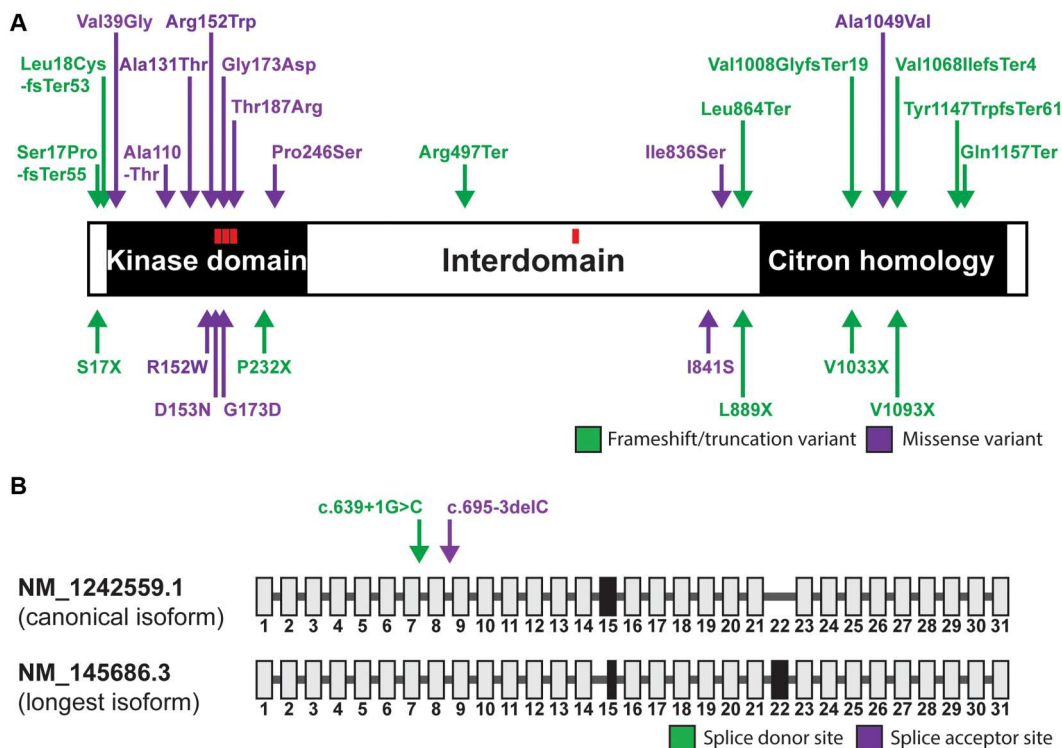 A
Val39Gly
Arg152Trp
Ala1049Val
Leu18Cys
-fsTer53
Ala131Thr
Gly173Asp
Val1008GlyfsTer19
Val1068IlefsTer4
Thr187Arg
Leu864Ter
Tyr1147TrpfsTer61
Ser17Pro
-fsTer55
Ala110
-Thr
Pro246Ser
Arg497Ter
Ile836Ser
Gln1157Ter
Kinase domain
Interdomain
Citron homology
S17X
R152W
P232X
I841S
V1033X
D153N
G173D
L889X
V1093X
Frameshift/truncation variant
Missense variant
B
c.639+1G>C
c.695-3delC
NM_1242559.1
(canonical isoform)
1 2 3 4 5 6 7 8 9 10 11 12 13 14 15 16 17 18 19 20 21 22 23 24 25 26 27 28 29 30 31
NM_145686.3
(longest isoform)
1 2 3 4 5 6 7 8 9 10 11 12 13 14 15 16 17 18 19 20 21 22 23 24 25 26 27 28 29 30 31
Splice donor site
Splice acceptor site